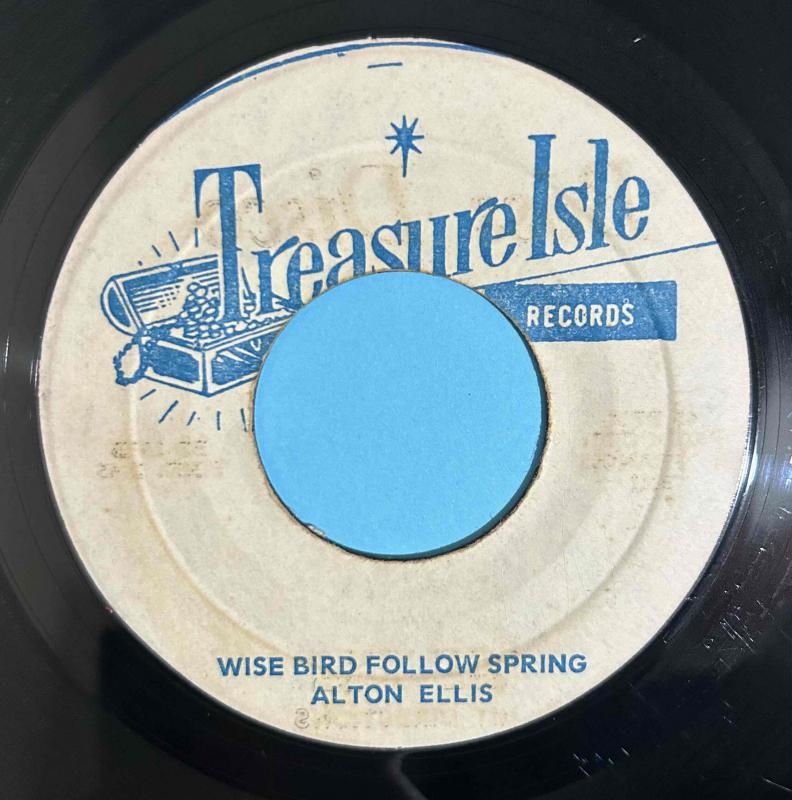 Treasure Isle
RECORDS
WISE BIRD FOLLOW SPRING
ALTON ELLIS